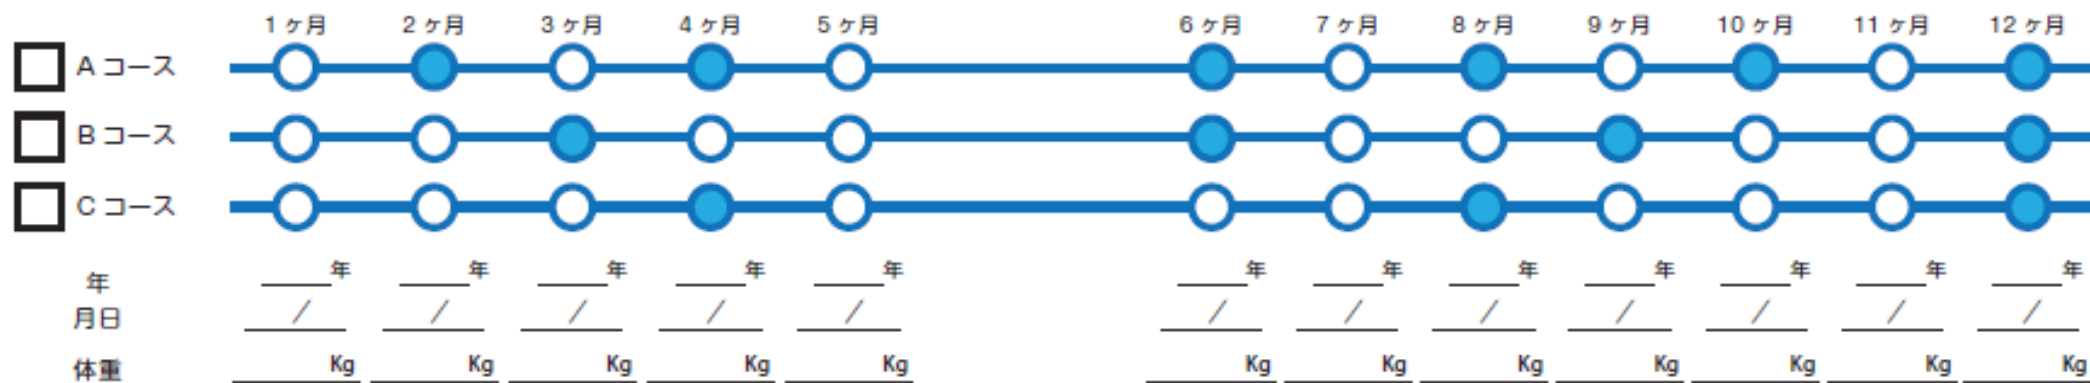 1ヶ月 2ヶ月 3ヶ月 4ヶ月 5ヶ月 6ヶ月 7ヶ月 8ヶ月 9ヶ月 10ヶ月 11ヶ月 12ヶ月
Aコース
Bコース
Cコース
年 年 年 年 年 年 年 年 年 年 年 年 年
月日 / / / / / / / / / / / /
体重 Kg Kg Kg Kg Kg Kg Kg Kg Kg Kg Kg Kg